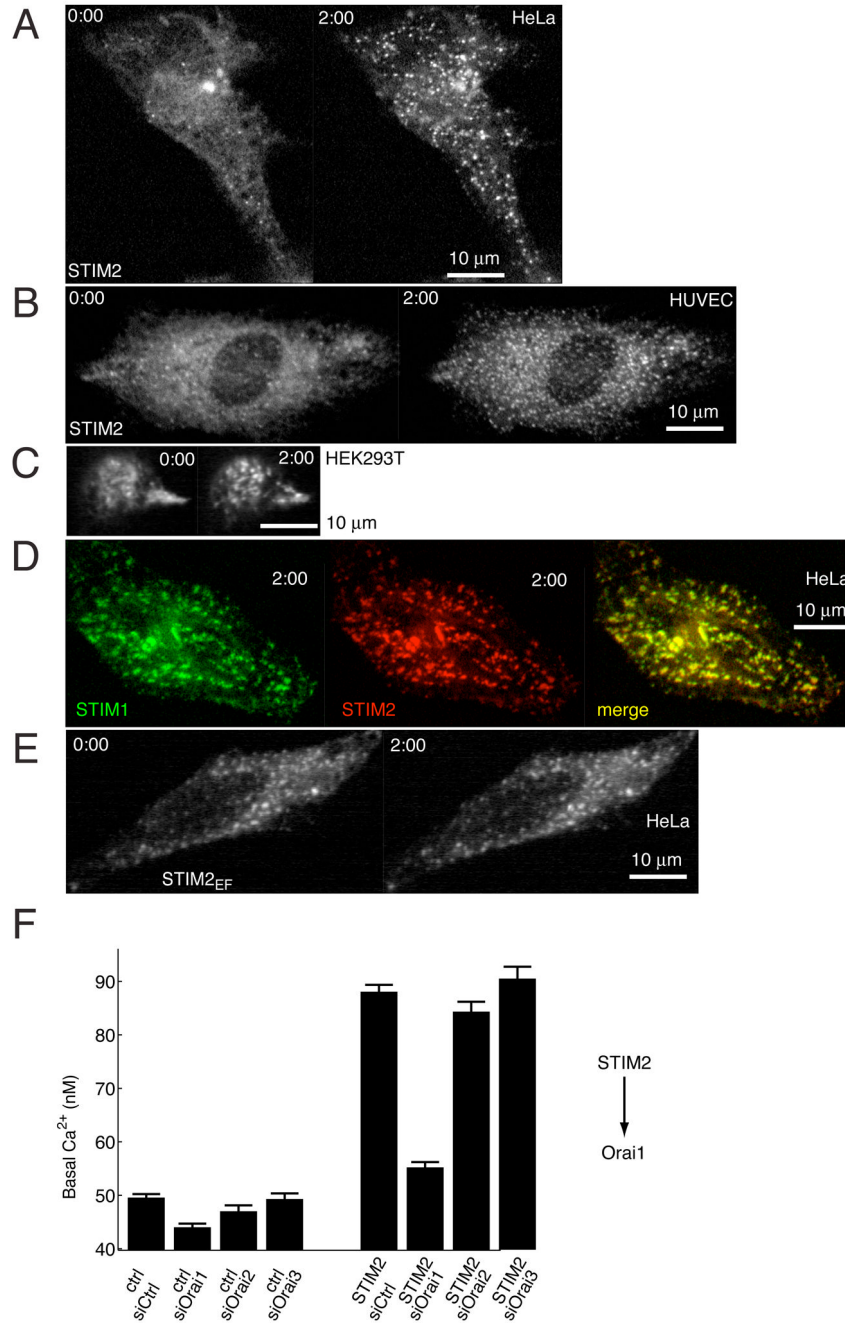 A
0:00
2:00
HeLa
STIM2
10 μm
B
0:00
2:00
HUVEC
STIM2
10 μm
C
0:00
2:00
HEK293T
10 μm
D
2:00
2:00
HeLa
10 μm
STIM1
STIM2
merge
E
0:00
2:00
HeLa
STIM2EF
10 μm
F
Basal Ca2+ (nM)
90
80
70
60
50
40
ctrl
siCtrl
ctrl
siOrai1
ctrl
siOrai2
ctrl
siOrai3
STIM2
siCtrl
STIM2
siOrai1
STIM2
siOrai2
STIM2
siOrai3
STIM2
Orai1